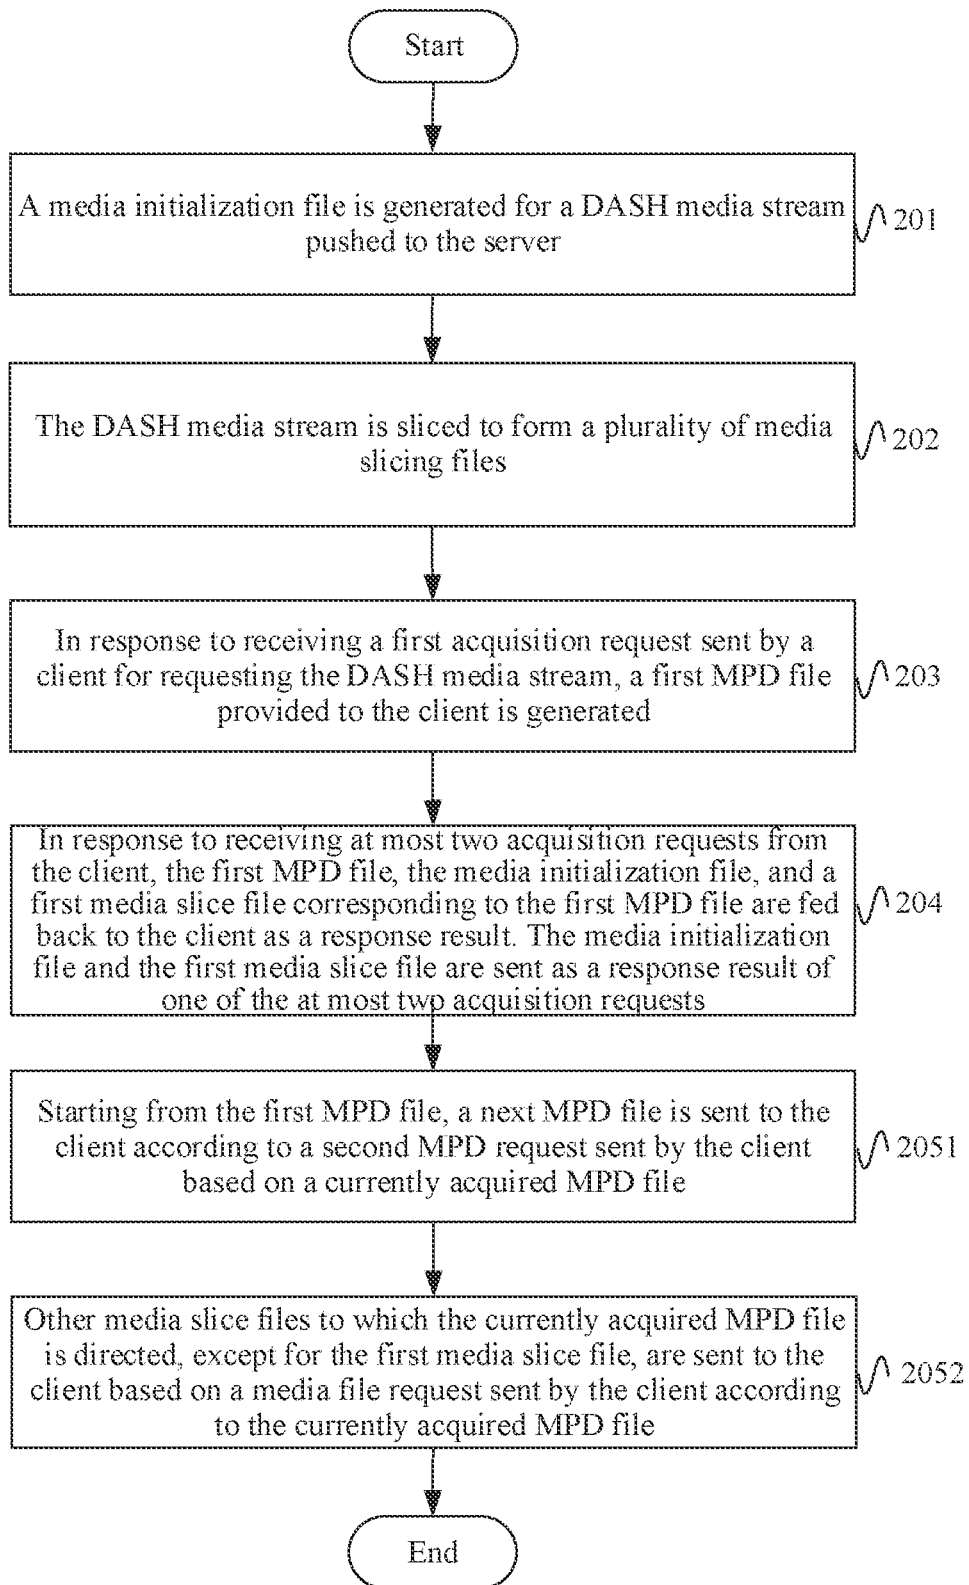 Start
A media initialization file is generated for a DASH media stream
pushed to the server
201
The DASH media stream is sliced to form a plurality of media
slicing files
202
In response to receiving a first acquisition request sent by a
client for requesting the DASH media stream, a first MPD file
provided to the client is generated
203
In response to receiving at most two acquisition requests from
the client, the first MPD file, the media initialization file, and a
first media slice file corresponding to the first MPD file are fed
back to the client as a response result. The media initialization
file and the first media slice file are sent as a response result of
one of the at most two acquisition requests
204
Starting from the first MPD file, a next MPD file is sent to the
client according to a second MPD request sent by the client
based on a currently acquired MPD file
2051
Other media slice files to which the currently acquired MPD file
is directed, except for the first media slice file, are sent to the
client based on a media file request sent by the client according
to the currently acquired MPD file
2052
End